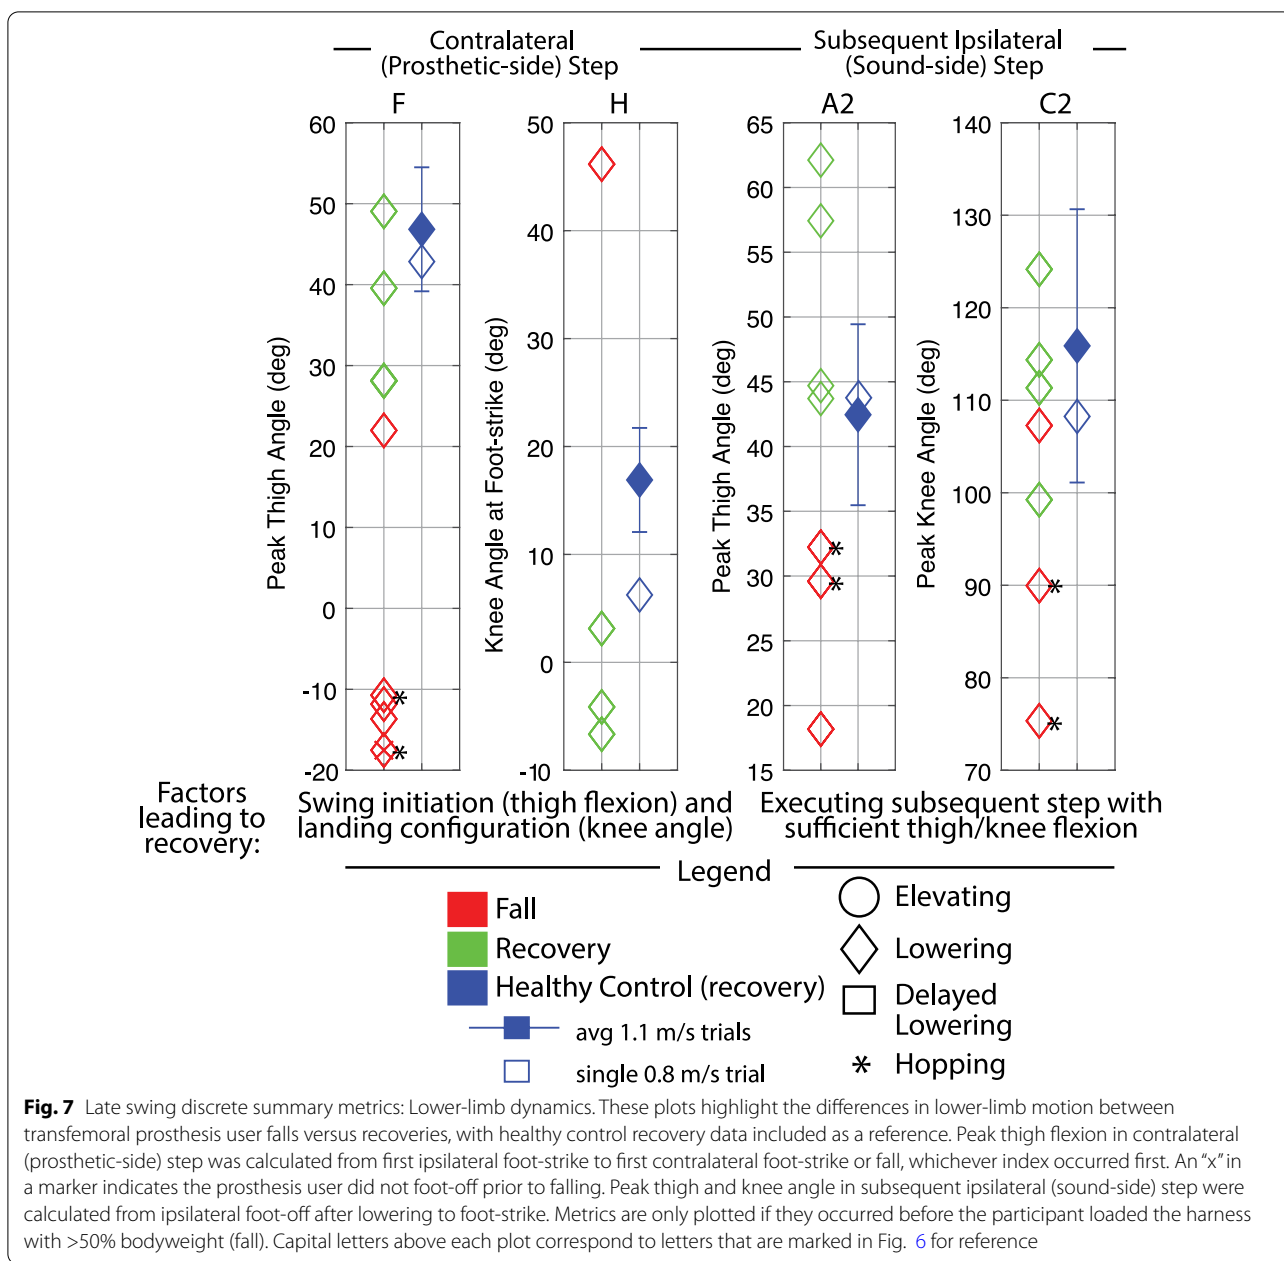 Contralateral
(Prosthetic-side) Step
Subsequent Ipsilateral
(Sound-side) Step
F
H
A2
C2
Peak Thigh Angle (deg)
60
50
40
30
20
10
0
-10
-20
*
*
Knee Angle at Foot-strike (deg)
50
40
30
20
10
0
-10
Peak Thigh Angle (deg)
65
60
55
50
45
40
35
30
25
20
15
*
*
Peak Knee Angle (deg)
140
130
120
110
100
90
80
70
*
*
Factors
leading to
recovery:
Swing initiation (thigh flexion) and
landing configuration (knee angle)
Executing subsequent step with
sufficient thigh/knee flexion
Legend
Fall
Recovery
Healthy Control (recovery)
avg 1.1 m/s trials
single 0.8 m/s trial
Elevating
Lowering
Delayed
Lowering
* Hopping
Fig. 7 Late swing discrete summary metrics: Lower-limb dynamics. These plots highlight the differences in lower-limb motion between
transfemoral prosthesis user falls versus recoveries, with healthy control recovery data included as a reference. Peak thigh flexion in contralateral
(prosthetic-side) step was calculated from first ipsilateral foot-strike to first contralateral foot-strike or fall, whichever index occurred first. An “x” in
a marker indicates the prosthesis user did not foot-off prior to falling. Peak thigh and knee angle in subsequent ipsilateral (sound-side) step were
calculated from ipsilateral foot-off after lowering to foot-strike. Metrics are only plotted if they occurred before the participant loaded the harness
with >50% bodyweight (fall). Capital letters above each plot correspond to letters that are marked in Fig. 6 for reference